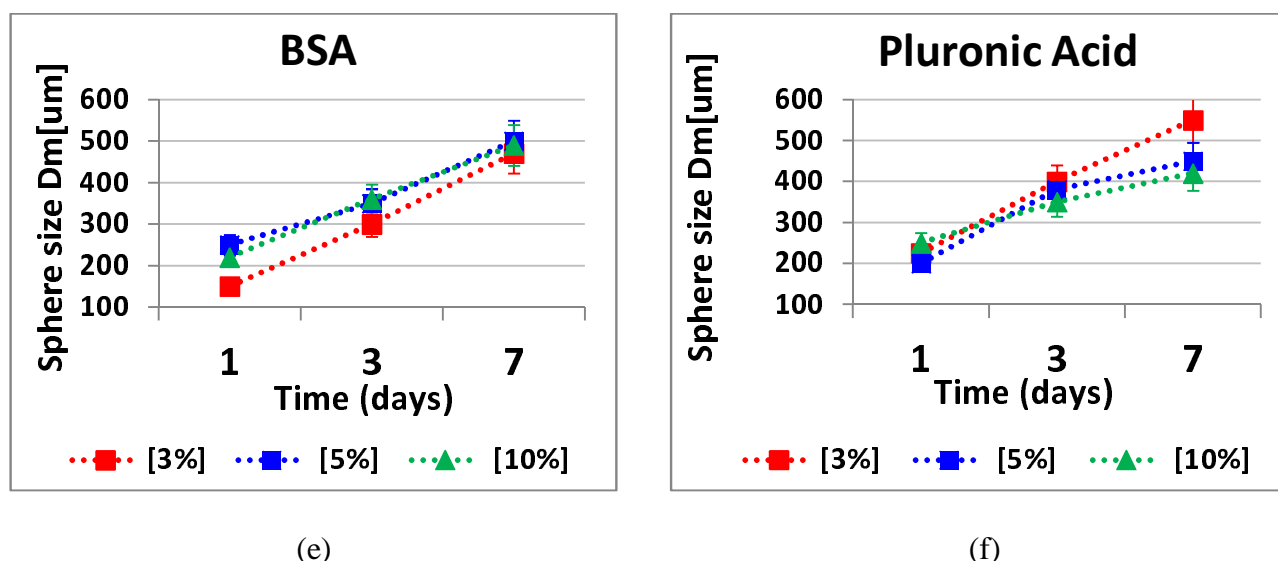 BSA
Sphere size Dm[um]
600
500
400
300
200
100
1 3 7
Time (days)
[3%] [5%] [10%]
(e)
Pluronic Acid
Sphere size Dm[um]
600
500
400
300
200
100
1 3 7
Time (days)
[3%] [5%] [10%]
(f)